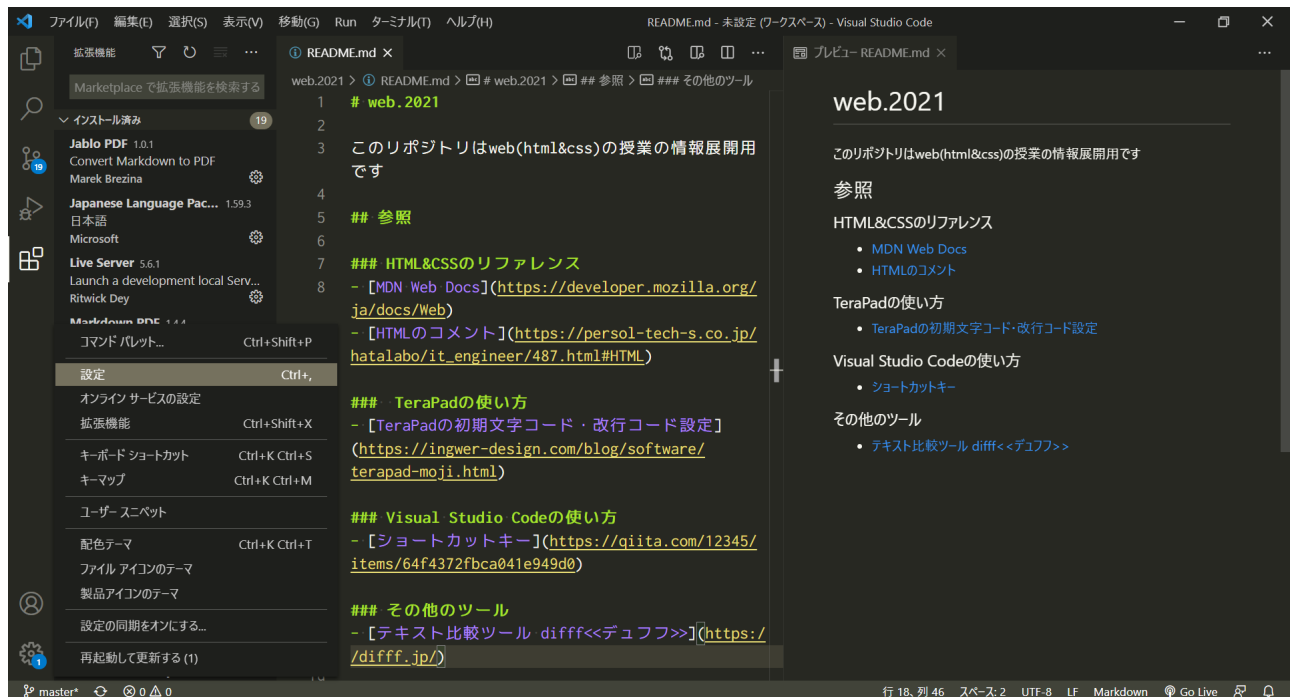 ファイル(F) 編集(E) 選択(S) 表示(V) 移動(G) Run ターミナル(T) ヘルプ(H) README.md - 未設定 (ワークスペース) - Visual Studio Code
拡張機能
Marketplace で拡張機能を検索する
インストール済み 19
Jablo PDF 1.0.1
Convert Markdown to PDF
Marek Brezina
Japanese Language Pac... 1.59.3
日本語
Microsoft
Live Server 5.6.1
Launch a development local Serv...
Ritwick Dey
Markdown PDF 1.4.4
19
コマンド パレット... Ctrl+Shift+P
設定 Ctrl+,
オンライン サービスの設定
拡張機能 Ctrl+Shift+X
キーボード ショートカット Ctrl+K Ctrl+S
キーマップ Ctrl+K Ctrl+M
ユーザー スニペット
配色テーマ Ctrl+K Ctrl+T
ファイル アイコンのテーマ
製品アイコンのテーマ
設定の同期をオンにする...
再起動して更新する (1)
1
README.md
web.2021 > README.md > # web.2021 > ## 参照 > ### その他のツール
1 # web.2021
2
3 このリポジトリはweb(html&css)の授業の情報展開用
です
4
5 ## 参照
6
7 ### HTML&CSSのリファレンス
8 - [MDN Web Docs](https://developer.mozilla.org/
ja/docs/Web)
- [HTMLのコメント](https://persol-tech-s.co.jp/
hatalabo/it_engineer/487.html#HTML)
### TeraPadの使い方
- [TeraPadの初期文字コード・改行コード設定]
(https://ingwer-design.com/blog/software/
terapad-moji.html)
### Visual Studio Codeの使い方
- [ショートカットキー](https://qiita.com/12345/
items/64f4372fbca041e949d0)
### その他のツール
- [テキスト比較ツール difff<<デュフフ>>](https:/
/difff.jp/)
プレビュー README.md
web.2021
このリポジトリはweb(html&css)の授業の情報展開用です
参照
HTML&CSSのリファレンス
• MDN Web Docs
• HTMLのコメント
TeraPadの使い方
• TeraPadの初期文字コード・改行コード設定
Visual Studio Codeの使い方
• ショートカットキー
その他のツール
• テキスト比較ツール difff<<デュフフ>>
master* 0 0 行 18、列 46 スペース: 2 UTF-8 LF Markdown Go Live